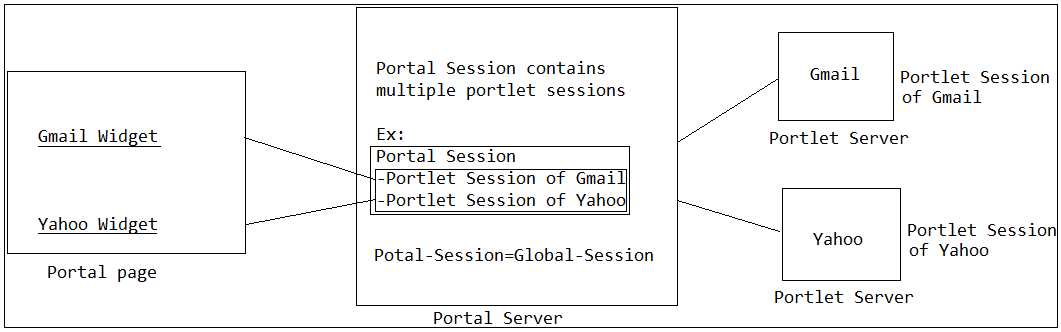 Gmail Widget
Yahoo Widget
Portal page
Portal Session contains
multiple portlet sessions
Ex:
Portal Session
-Portlet Session of Gmail
-Portlet Session of Yahoo
Potal-Session=Global-Session
Portal Server
Gmail
Portlet Session
of Gmail
Portlet Server
Yahoo
Portlet Session
of Yahoo
Portlet Server